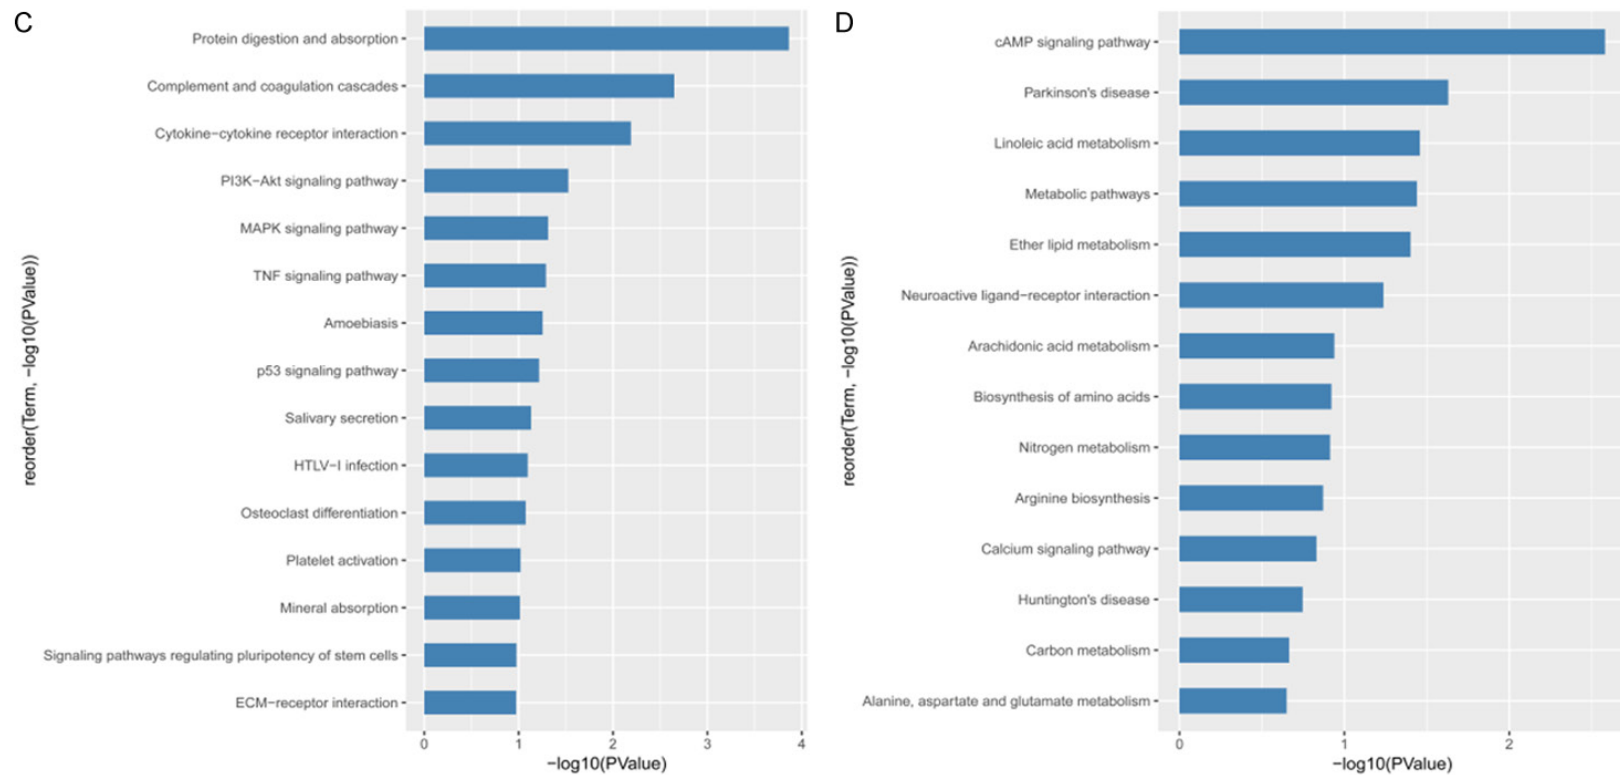 C
Protein digestion and absorption
Complement and coagulation cascades
Cytokine−cytokine receptor interaction
PI3K−Akt signaling pathway
MAPK signaling pathway
TNF signaling pathway
Amoebiasis
p53 signaling pathway
Salivary secretion
HTLV−I infection
Osteoclast differentiation
Platelet activation
Mineral absorption
Signaling pathways regulating pluripotency of stem cells
ECM−receptor interaction
reorder(Term, −log10(PValue))
0 1 2 3 4
−log10(PValue)
D
cAMP signaling pathway
Parkinson's disease
Linoleic acid metabolism
Metabolic pathways
Ether lipid metabolism
Neuroactive ligand−receptor interaction
Arachidonic acid metabolism
Biosynthesis of amino acids
Nitrogen metabolism
Arginine biosynthesis
Calcium signaling pathway
Huntington's disease
Carbon metabolism
Alanine, aspartate and glutamate metabolism
reorder(Term, −log10(PValue))
0 1 2
−log10(PValue)